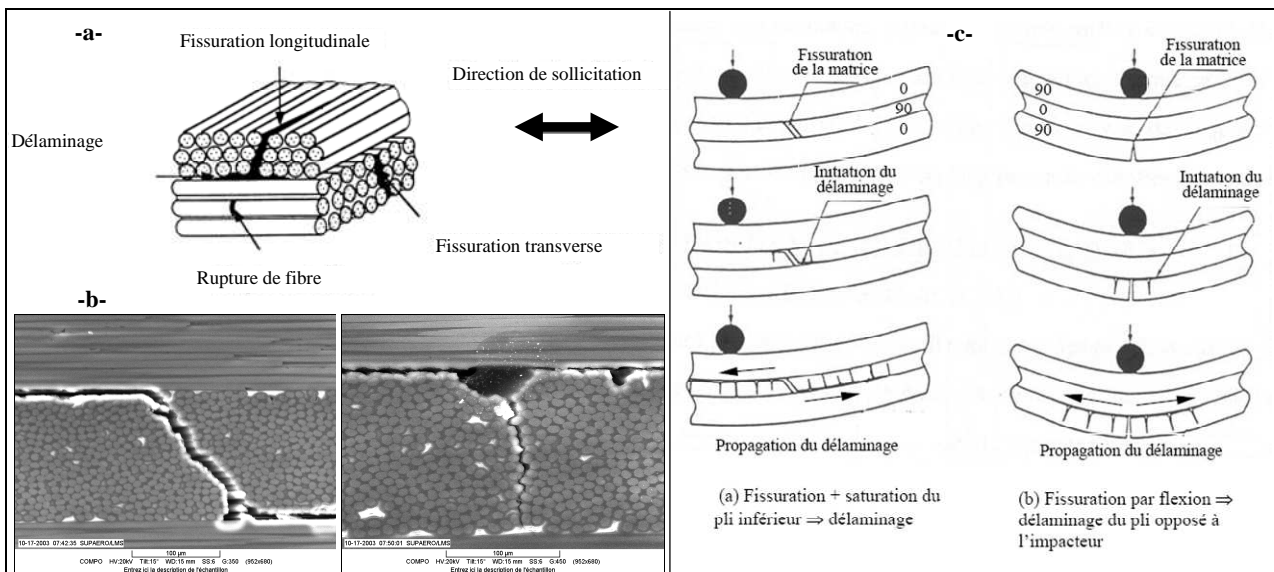 -a-
Fissuration longitudinale
Direction de sollicitation
Délaminage
Fissuration transverse
Rupture de fibre
-b-
10-17-2003 07:42:35 SUPAERO/LMS
100 µm
COMPO HV:20kV Tilt:15° WD:15 mm SS:6 G:350 (952x680)
Entrez ici la description de l'échantillon
10-17-2003 07:50:01 SUPAERO/LMS
100 µm
COMPO HV:20kV Tilt:15° WD:15 mm SS:6 G:450 (952x680)
Entrez ici la description de l'échantillon
-c-
Fissuration
de la matrice
0
90
0
Initiation du
délaminage
Propagation du délaminage
(a) Fissuration + saturation du
pli inférieur ⇒ délaminage
Fissuration
de la matrice
90
0
90
Initiation du
délaminage
Propagation du délaminage
(b) Fissuration par flexion ⇒
délaminage du pli opposé à
l'impacteur